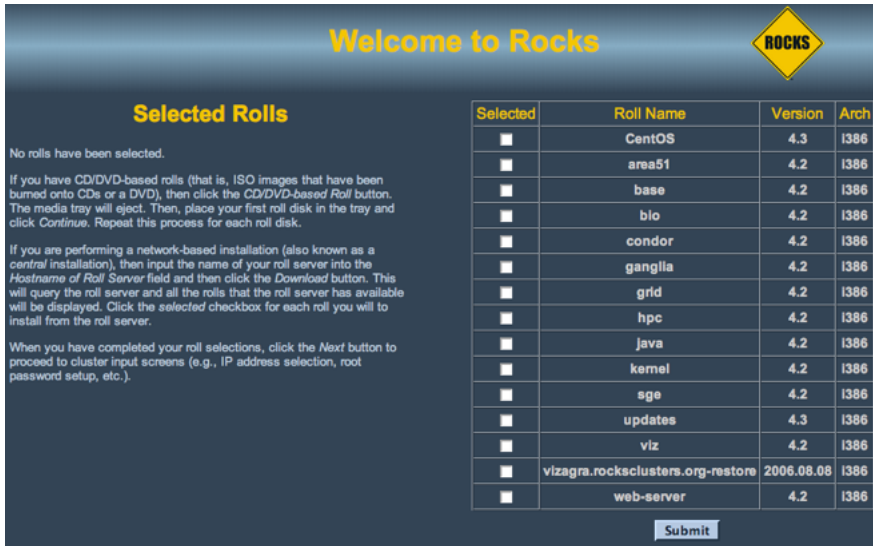 Welcome to Rocks
ROCKS
Selected Rolls
No rolls have been selected.
If you have CD/DVD-based rolls (that is, ISO images that have been
burned onto CDs or a DVD), then click the CD/DVD-based Roll button.
The media tray will eject. Then, place your first roll disk in the tray and
click Continue. Repeat this process for each roll disk.
If you are performing a network-based installation (also known as a
central installation), then input the name of your roll server into the
Hostname of Roll Server field and then click the Download button. This
will query the roll server and all the rolls that the roll server has available
will be displayed. Click the selected checkbox for each roll you will to
install from the roll server.
When you have completed your roll selections, click the Next button to
proceed to cluster input screens (e.g., IP address selection, root
password setup, etc.).
Selected Roll Name Version Arch
CentOS 4.3 i386
area51 4.2 i386
base 4.2 i386
bio 4.2 i386
condor 4.2 i386
ganglia 4.2 i386
grid 4.2 i386
hpc 4.2 i386
java 4.2 i386
kernel 4.2 i386
sge 4.2 i386
updates 4.3 i386
viz 4.2 i386
vizagra.rocksclusters.org-restore 2006.08.08 i386
web-server 4.2 i386
Submit